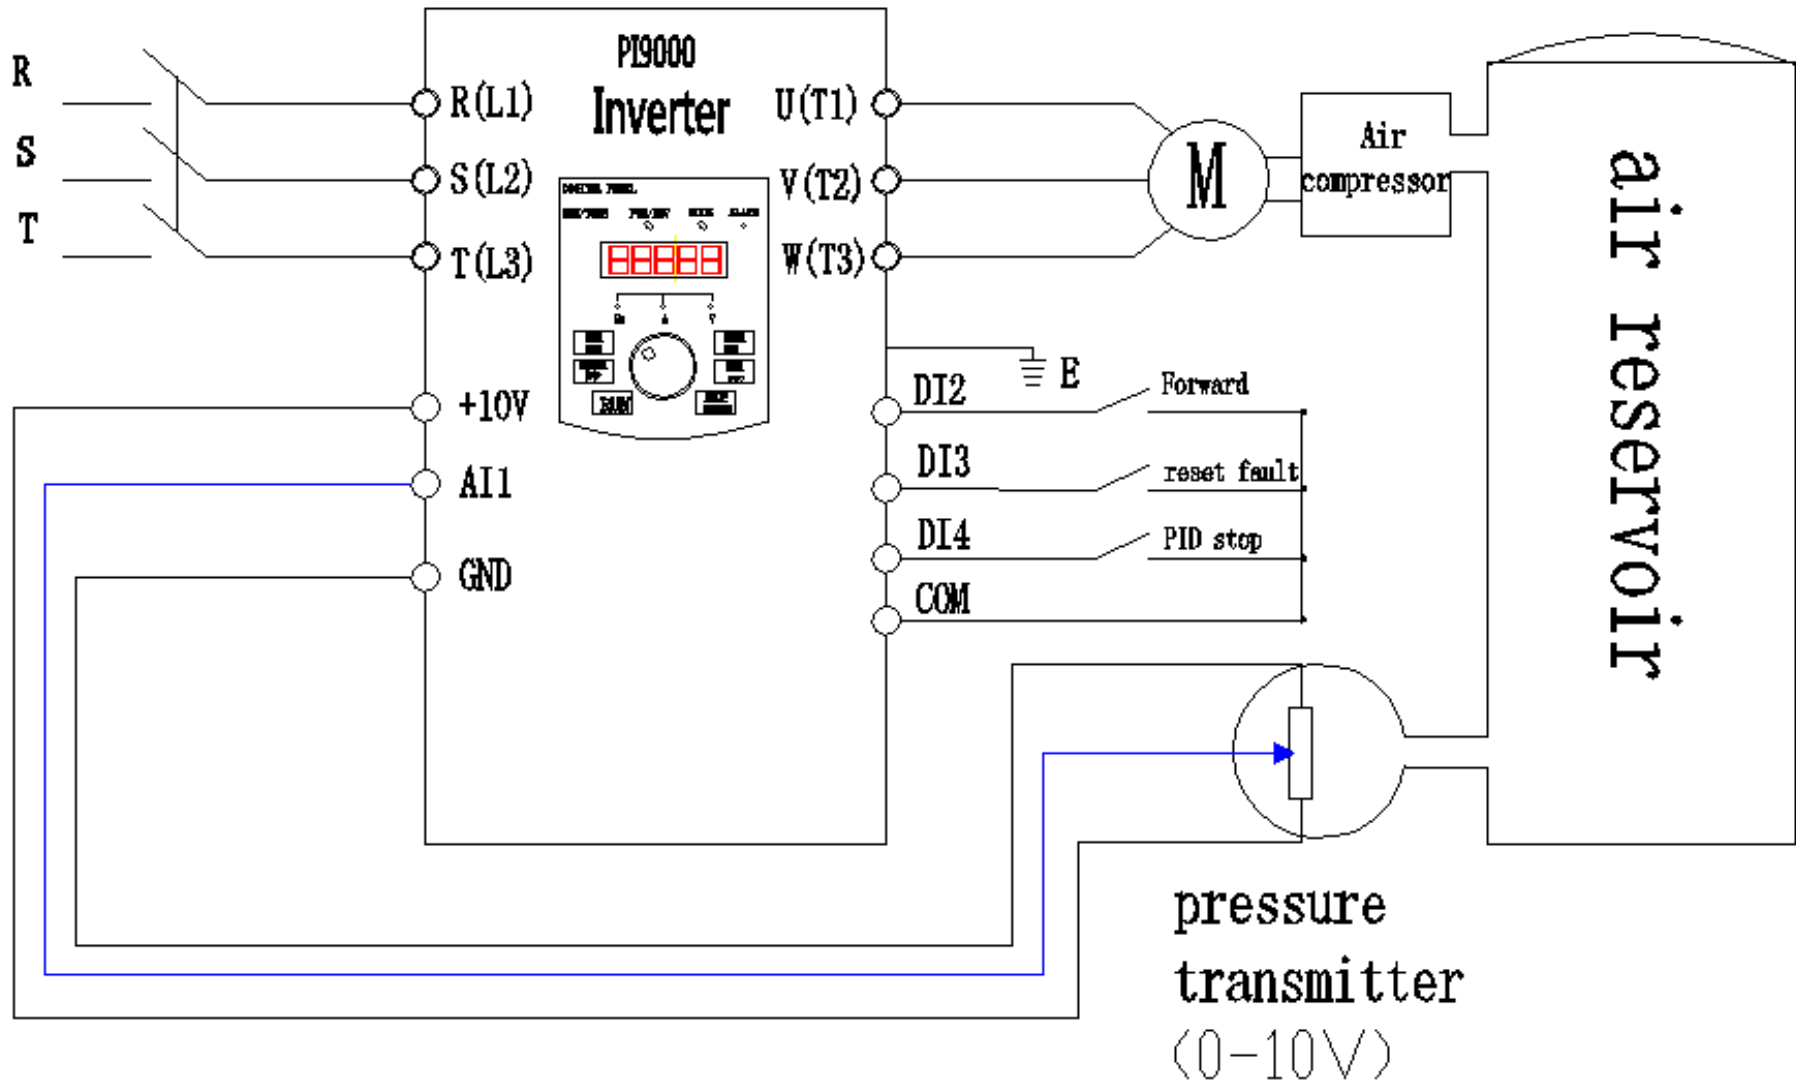 PI9000
Inverter
R
S
T
R(L1)
S(L2)
T(L3)
U(T1)
V(T2)
W(T3)
M
Air
compressor
air reservoir
E
+10V
AI1
GND
DI2
Forward
DI3
reset fault
DI4
PID stop
COM
pressure
transmitter
(0-10V)